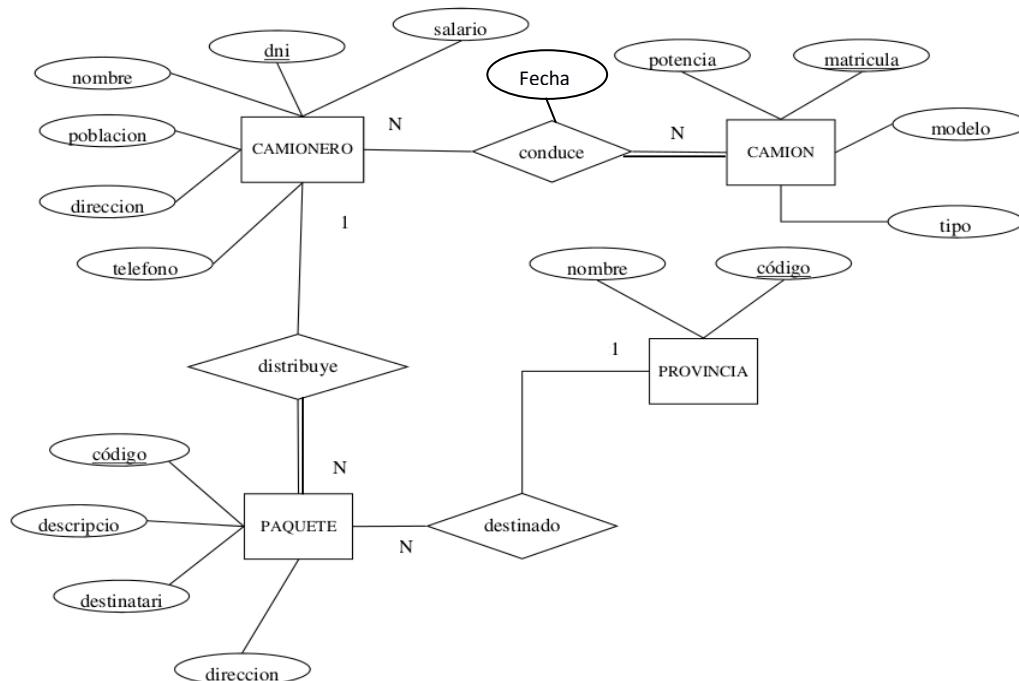 salario
dni
nombre
Fecha
potencia
matricula
poblacion
N
N
modelo
CAMIONERO
conduce
CAMION
direccion
1
tipo
telefono
nombre
código
distribuye
1
PROVINCIA
código
N
descripcio
PAQUETE
destinado
N
destinatari
direccion